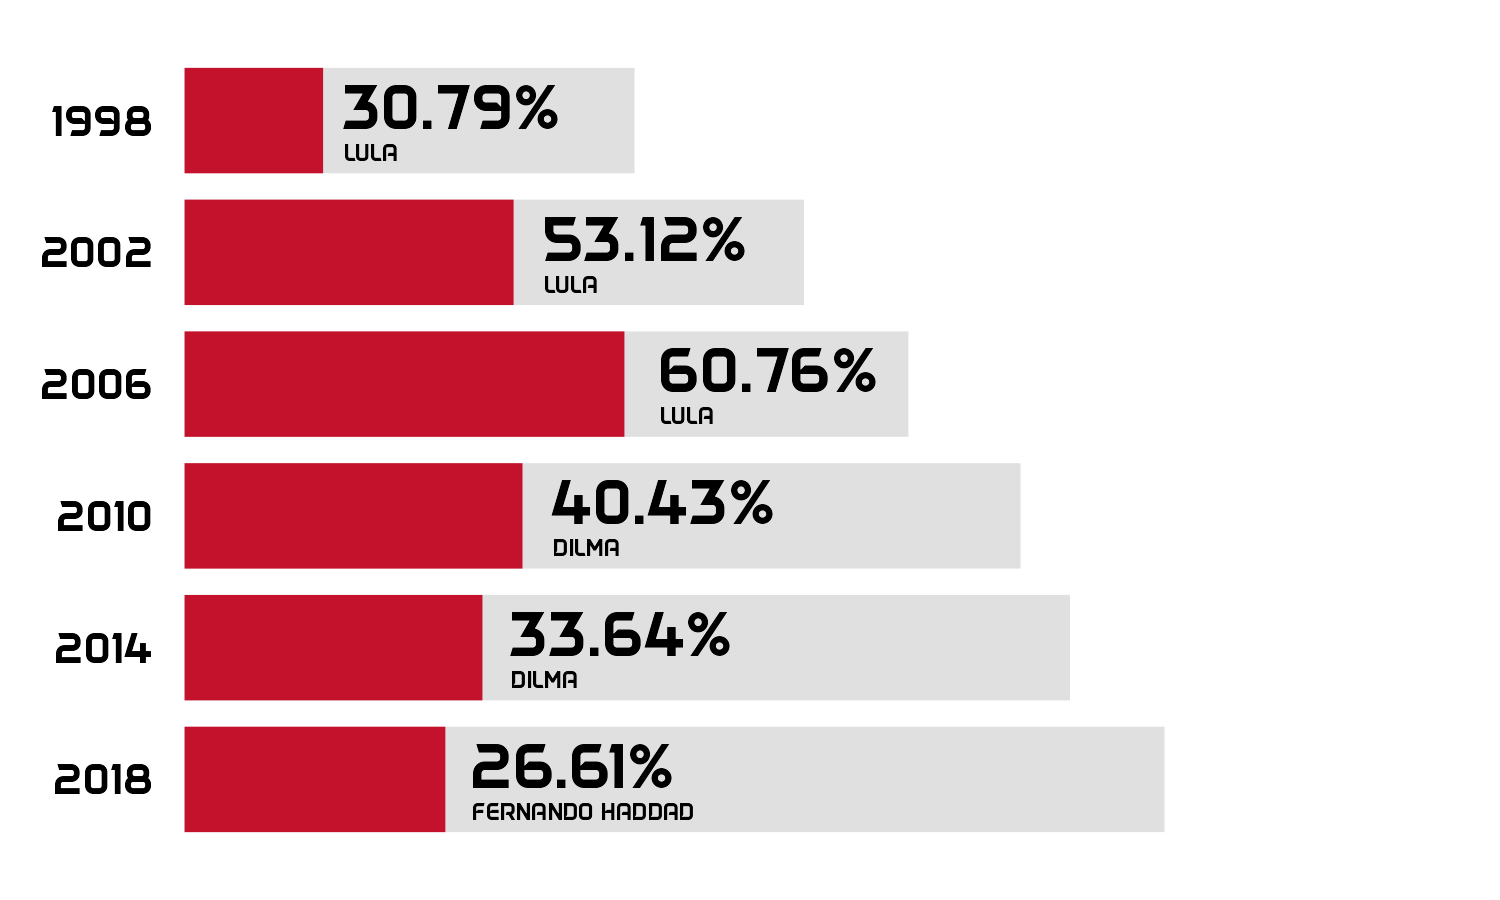 1998
30.79%
LULA
2002
53.12%
LULA
2006
60.76%
LULA
2010
40.43%
DILMA
2014
33.64%
DILMA
2018
26.61%
FERNANDO HADDAD